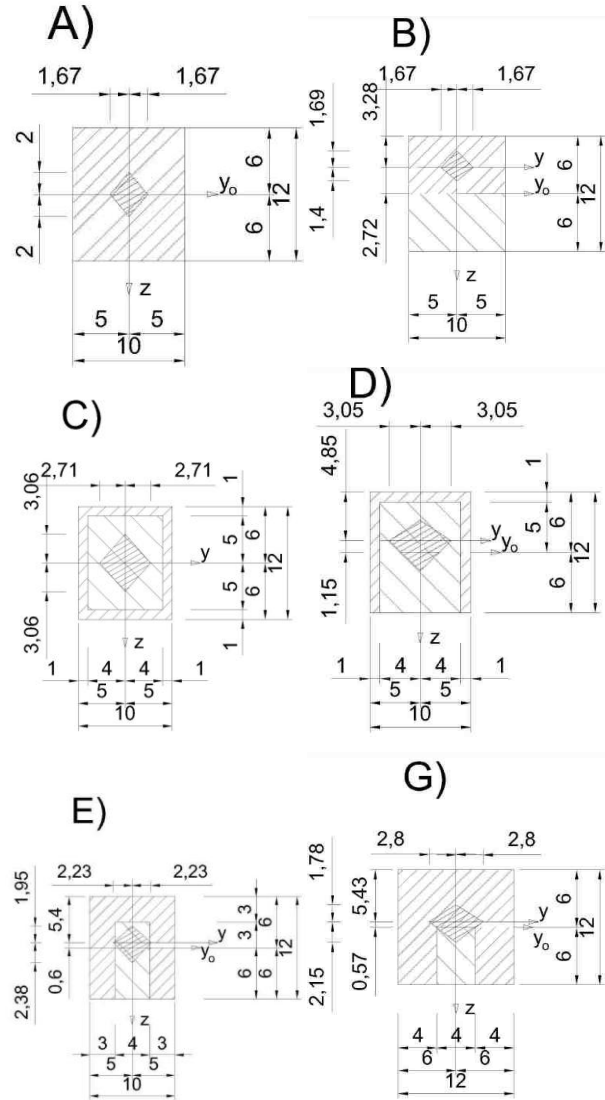 A)
1,67 1,67
2
2
6
6
12
y₀
z
5 5
10
B)
1,67 1,67
3,28
1,69
1,4
2,72
y
y₀
6
6
12
z
5 5
10
C)
2,71 2,71
3,06
3,06
1
5
5
1
6
6
12
y
z
1 4 4 1
5 5
10
D)
3,05 3,05
4,85
1,15
1
5
6
6
12
y
y₀
z
1 4 4 1
5 5
10
E)
2,23 2,23
1,95
5,4
2,38
0,6
3
3
6
6
6
12
y
y₀
z
3 4 3
5 5
10
G)
2,8 2,8
1,78
5,43
2,15
0,57
6
6
12
y
y₀
z
4 4 4
6 6
12